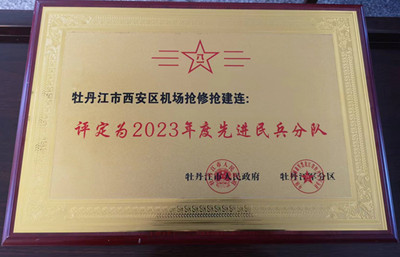 八一
牡丹江市西安区机场抢修抢建连:
评定为2023年度先进民兵分队
牡丹江市人民政府 牡丹江军分区